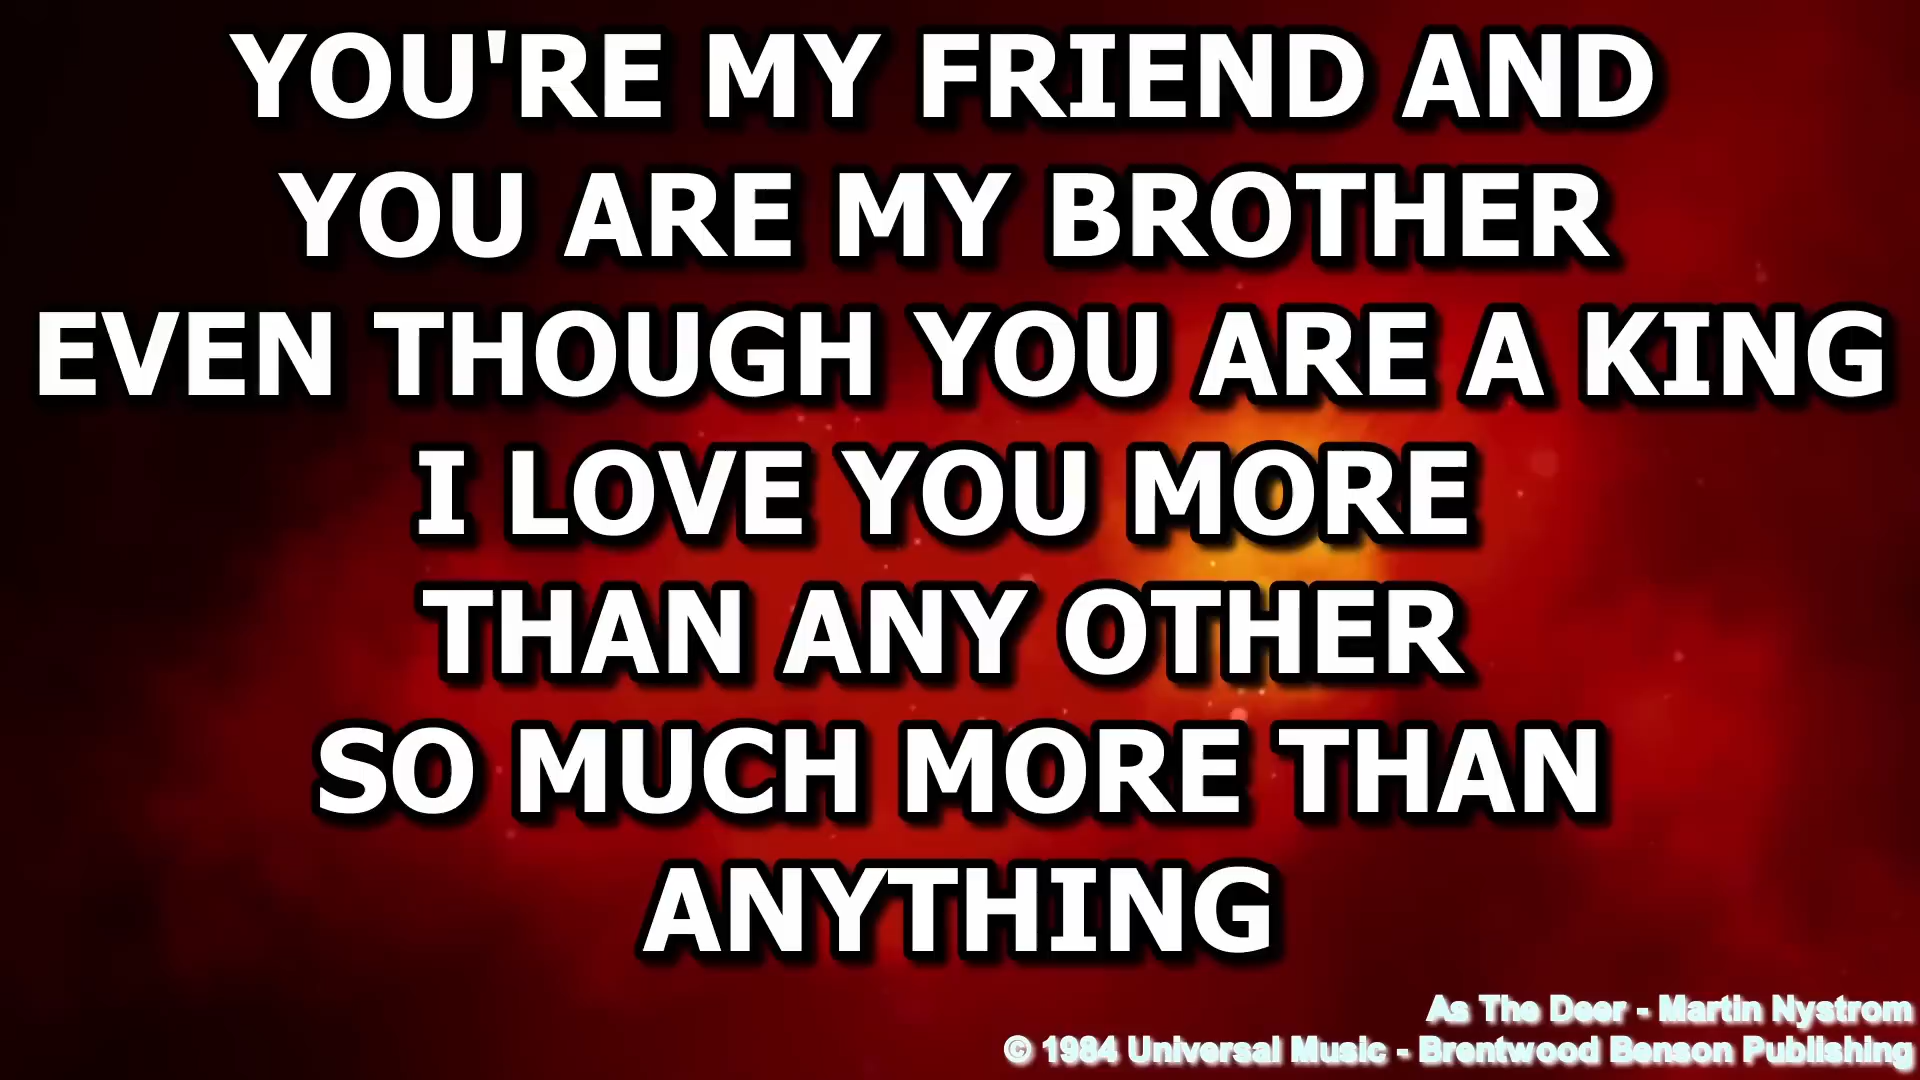 YOU'RE MY FRIEND AND
YOU ARE MY BROTHER
EVEN THOUGH YOU ARE A KING
I LOVE YOU MORE
THAN ANY OTHER
SO MUCH MORE THAN
ANYTHING
As The Deer - Martin Nystrom
© 1984 Universal Music - Brentwood Benson Publishing